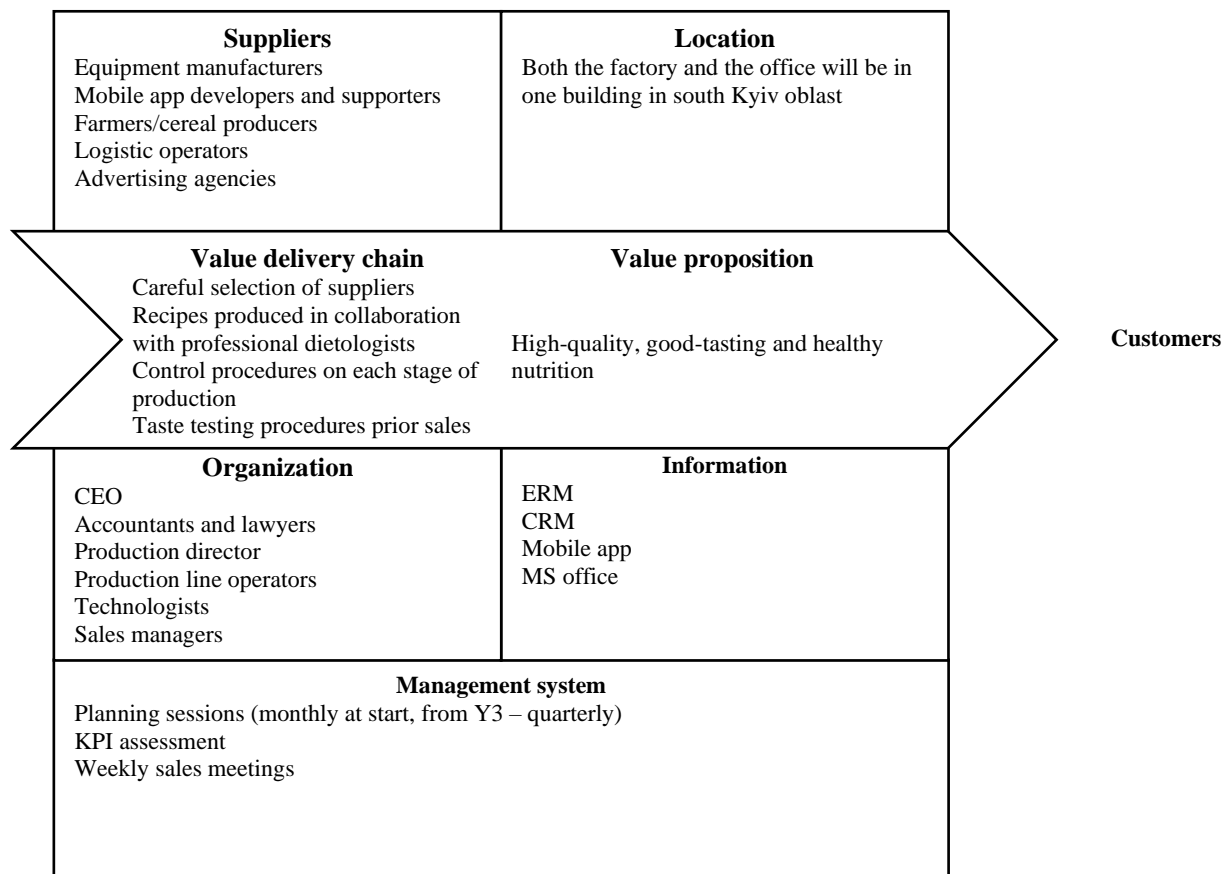 Suppliers
Equipment manufacturers
Mobile app developers and supporters
Farmers/cereal producers
Logistic operators
Advertising agencies
Location
Both the factory and the office will be in
one building in south Kyiv oblast
Value delivery chain
Careful selection of suppliers
Recipes produced in collaboration
with professional dietologists
Control procedures on each stage of
production
Taste testing procedures prior sales
Value proposition
High-quality, good-tasting and healthy
nutrition
Customers
Organization
CEO
Accountants and lawyers
Production director
Production line operators
Technologists
Sales managers
Information
ERM
CRM
Mobile app
MS office
Management system
Planning sessions (monthly at start, from Y3 – quarterly)
KPI assessment
Weekly sales meetings